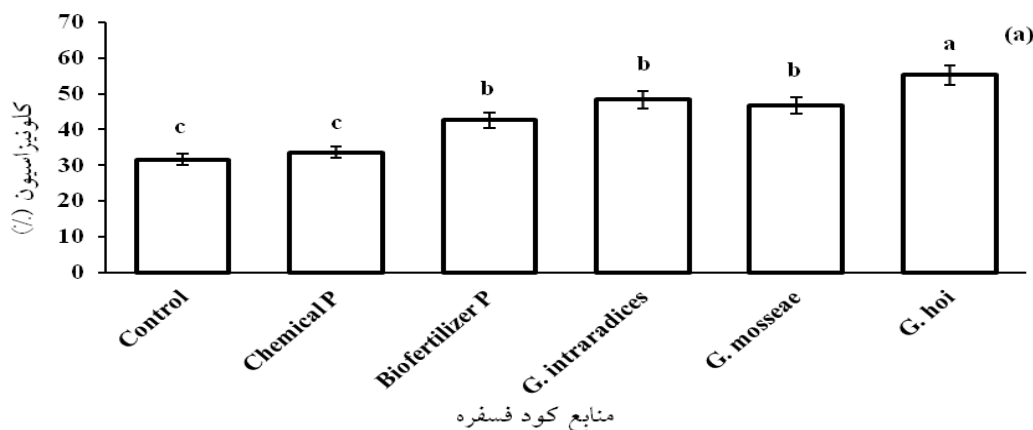 (a)
70
60
50
40
30
20
10
0
کلونیزاسیون (٪)
c
c
b
b
b
a
Control
Chemical P
Biofertilizer P
G. intraradices
G. mosseae
G. hoi
منابع کود فسفره